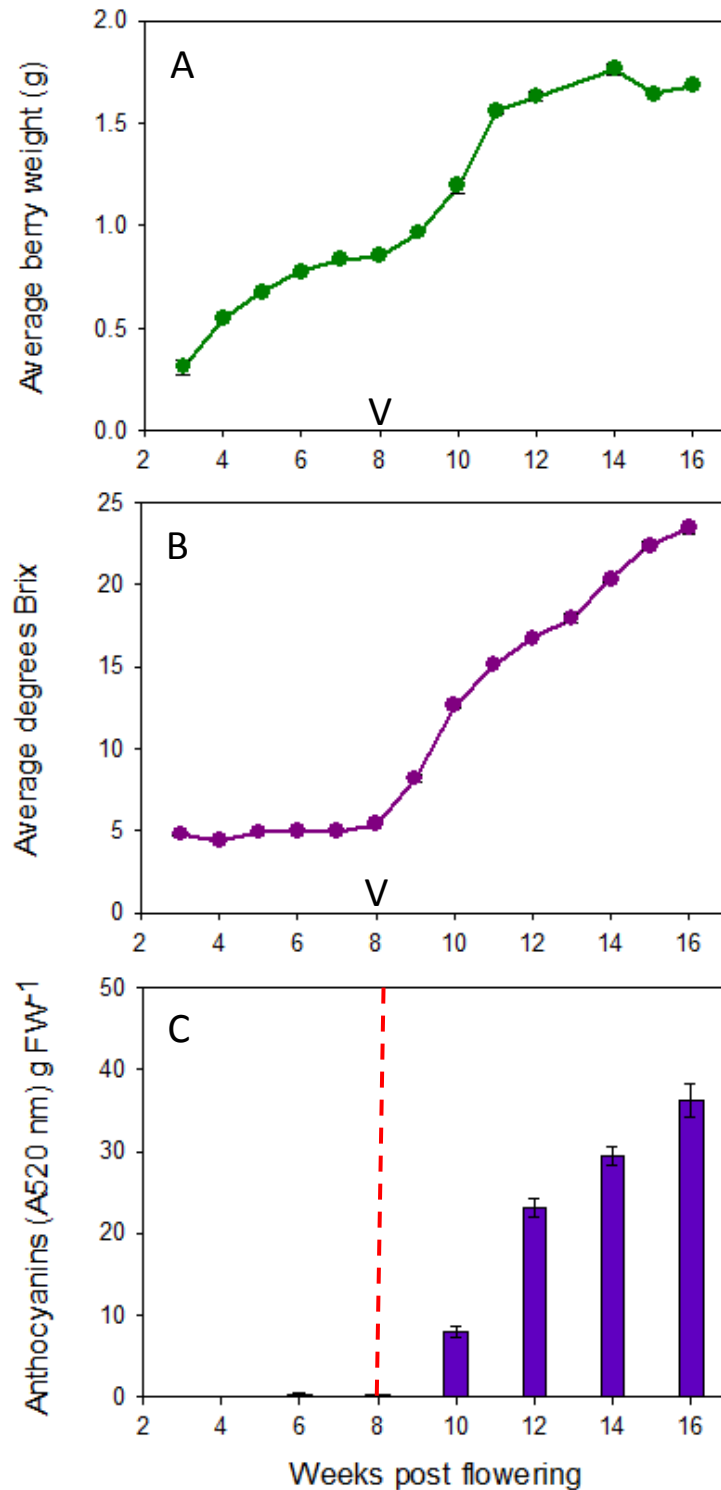 A
Average berry weight (g)
2.0
1.5
1.0
0.5
0.0
V
2 4 6 8 10 12 14 16
B
Average degrees Brix
25
20
15
10
5
0
V
2 4 6 8 10 12 14 16
C
Anthocyanins (A520 nm) g FW⁻¹
50
40
30
20
10
0
2 4 6 8 10 12 14 16
Weeks post flowering